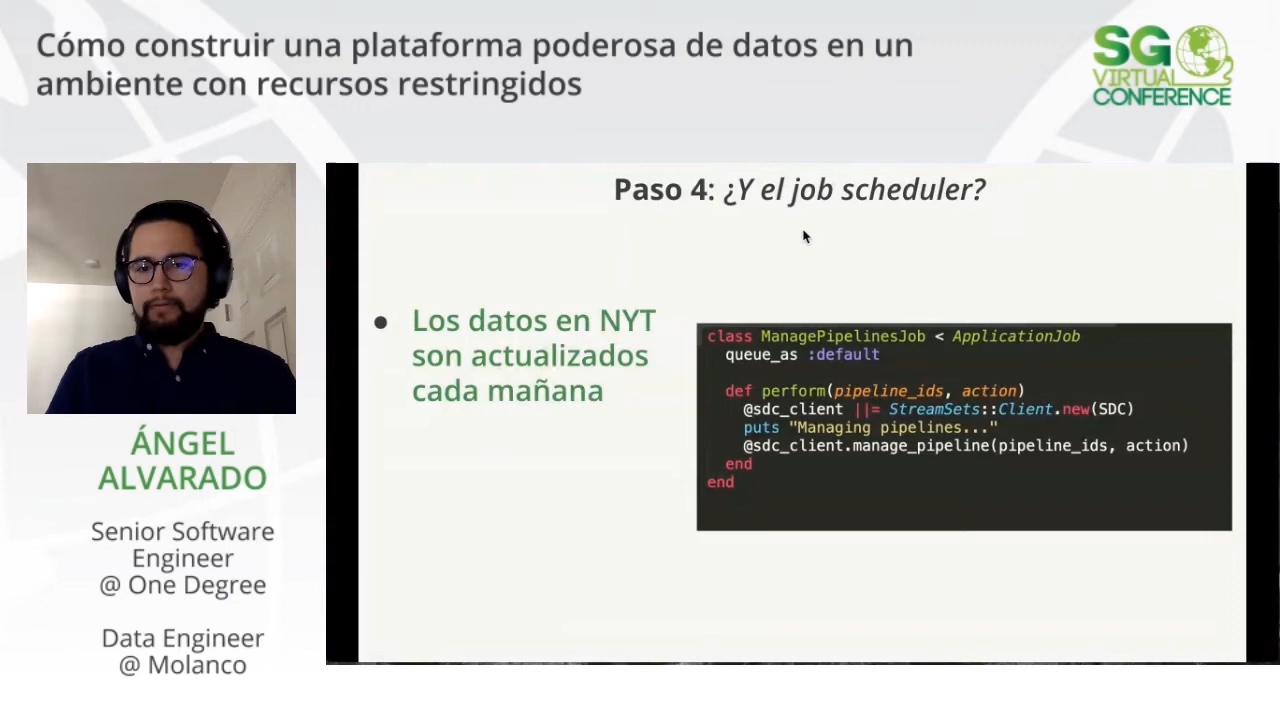 Cómo construir una plataforma poderosa de datos en un
ambiente con recursos restringidos
SG
VIRTUAL
CONFERENCE
Paso 4: ¿Y el job scheduler?
● Los datos en NYT
son actualizados
cada mañana
class ManagePipelinesJob < ApplicationJob
queue_as :default
def perform(pipeline_ids, action)
@sdc_client ||= StreamSets::Client.new(SDC)
puts "Managing pipelines..."
@sdc_client.manage_pipeline(pipeline_ids, action)
end
end
ÁNGEL
ALVARADO
Senior Software
Engineer
@ One Degree
Data Engineer
@ Molanco